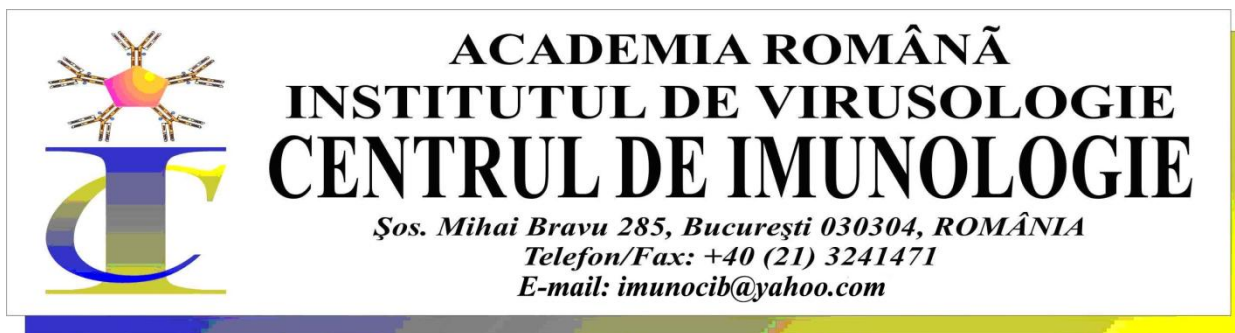 ACADEMIA ROMÂNÃ
INSTITUTUL DE VIRUSOLOGIE
CENTRUL DE IMUNOLOGIE
Şos. Mihai Bravu 285, Bucureşti 030304, ROMÂNIA
Telefon/Fax: +40 (21) 3241471
E-mail: imunocib@yahoo.com